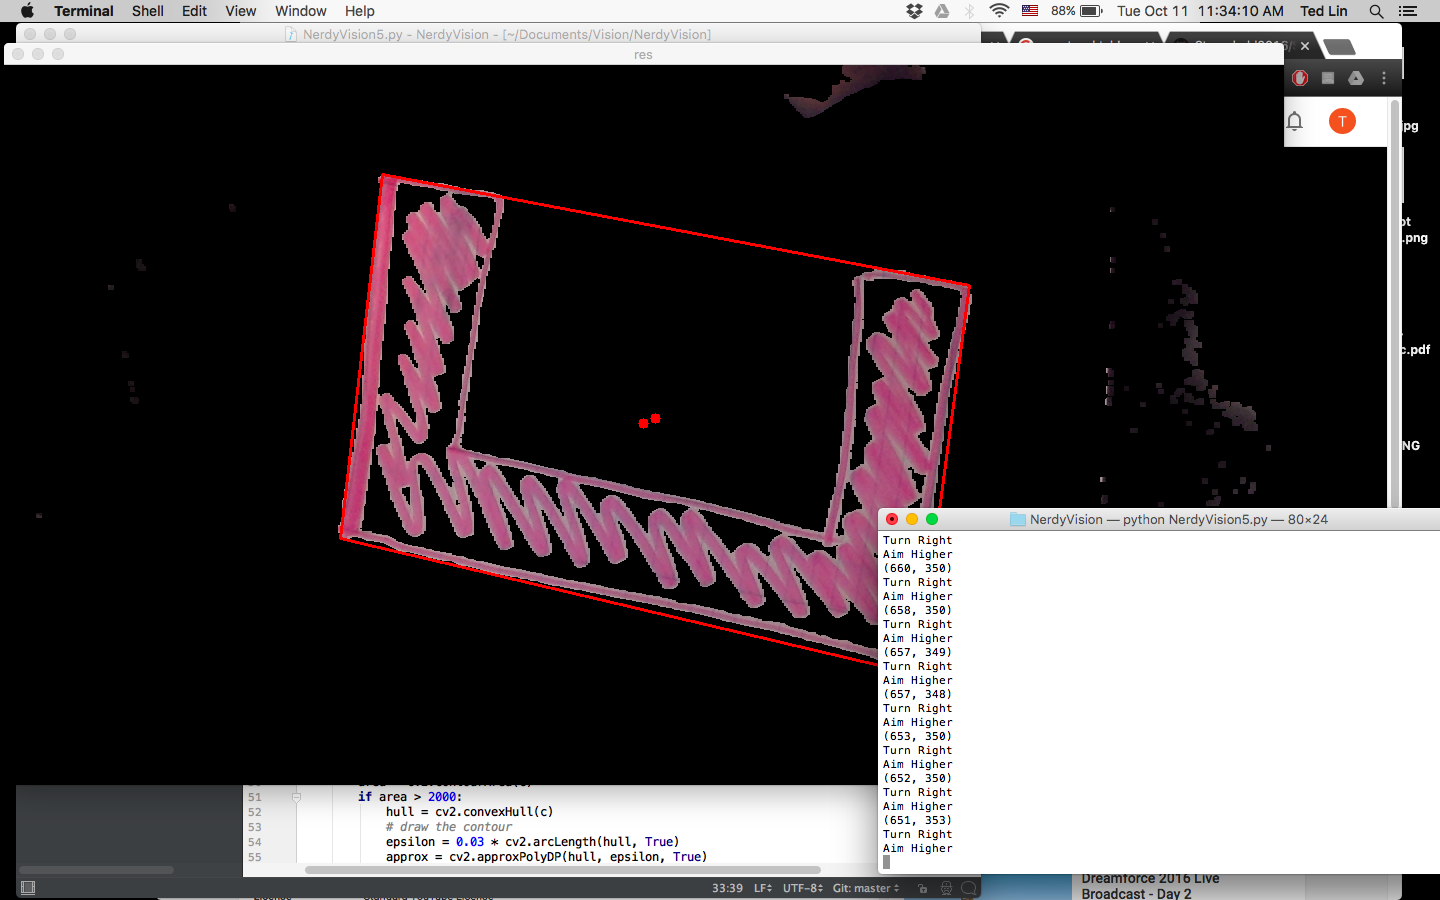 Terminal Shell Edit View Window Help 88% Tue Oct 11 11:34:10 AM Ted Lin
NerdyVision5.py - NerdyVision - [~/Documents/Vision/NerdyVision]
res
T
jpg
.png
c.pdf
NG
NerdyVision — python NerdyVision5.py — 80×24
Turn Right
Aim Higher
(660, 350)
Turn Right
Aim Higher
(658, 350)
Turn Right
Aim Higher
(657, 349)
Turn Right
Aim Higher
(657, 348)
Turn Right
Aim Higher
(653, 350)
Turn Right
Aim Higher
(652, 350)
Turn Right
Aim Higher
(651, 353)
Turn Right
Aim Higher
51 if area > 2000:
52 hull = cv2.convexHull(c)
53 # draw the contour
54 epsilon = 0.03 * cv2.arcLength(hull, True)
55 approx = cv2.approxPolyDP(hull, epsilon, True)
33:39 LF UTF-8 Git: master
Dreamforce 2016 Live
Broadcast - Day 2